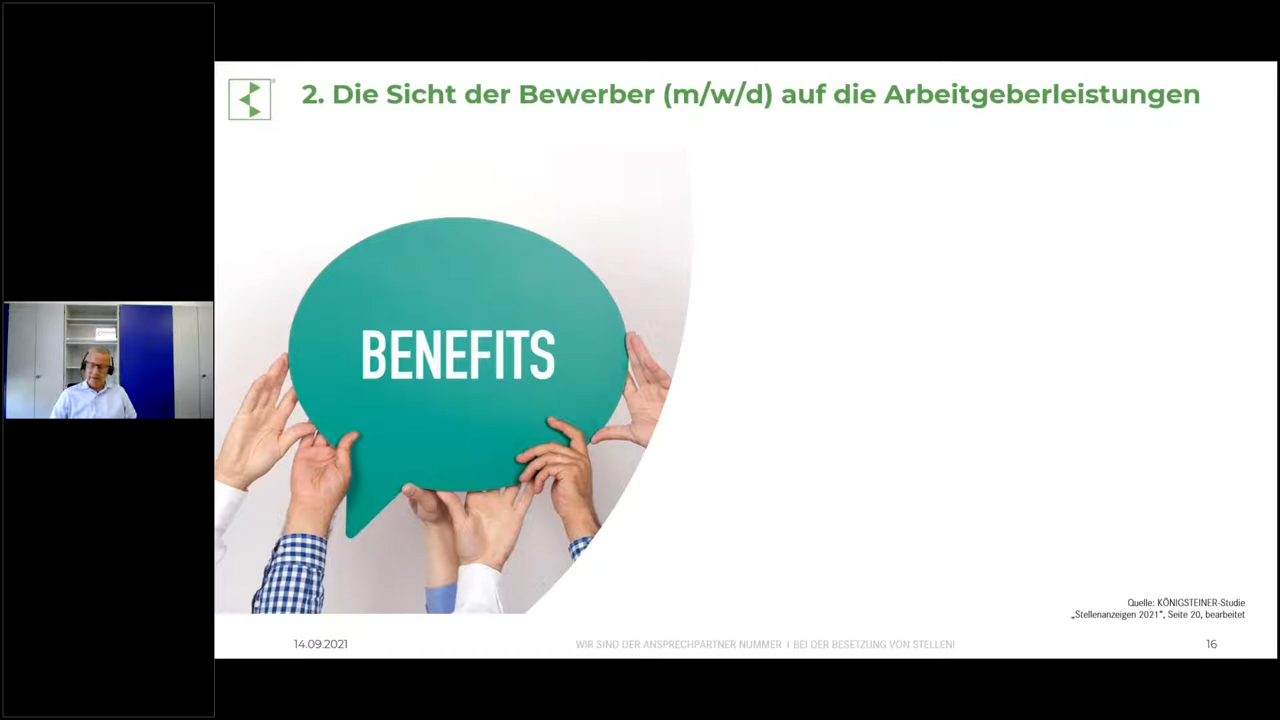 2. Die Sicht der Bewerber (m/w/d) auf die Arbeitgeberleistungen
BENEFITS
Quelle: KÖNIGSTEINER-Studie
„Stellenanzeigen 2021“, Seite 20, bearbeitet
14.09.2021
WIR SIND DER ANSPRECHPARTNER NUMMER 1 BEI DER BESETZUNG VON STELLEN!
16